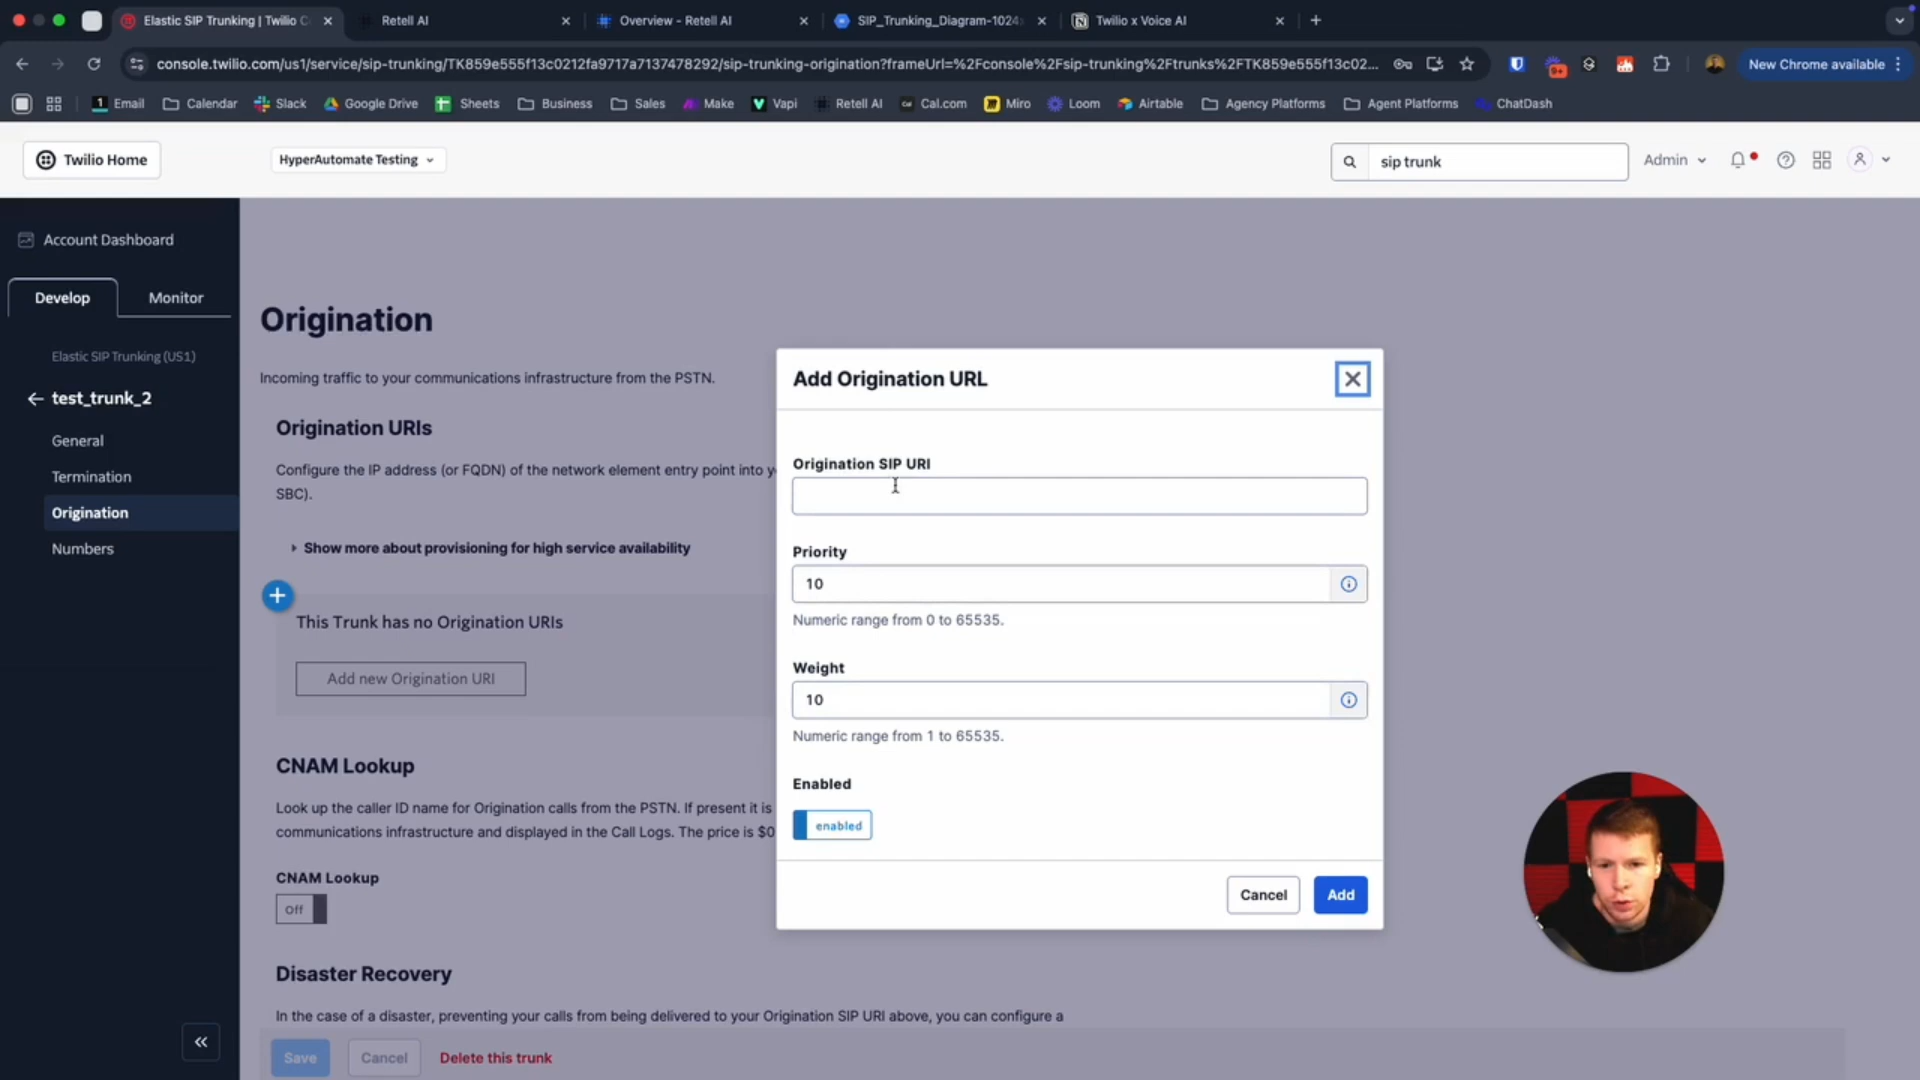 Elastic SIP Trunking | Twilio C
Retell AI
Overview - Retell AI
SIP_Trunking_Diagram-1024
Twilio x Voice AI
console.twilio.com/us1/service/sip-trunking/TK859e555f13c0212fa9717a7137478292/sip-trunking-origination?frameUrl=%2Fconsole%2Fsip-trunking%2Ftrunks%2FTK859e555f13c02...
9+
New Chrome available
1 Email
Calendar
Slack
Google Drive
Sheets
Business
Sales
Make
Vapi
Retell AI
Cal.com
Miro
Loom
Airtable
Agency Platforms
Agent Platforms
ChatDash
Twilio Home
HyperAutomate Testing
sip trunk
Admin
Account Dashboard
Develop
Monitor
Elastic SIP Trunking (US1)
test_trunk_2
General
Termination
Origination
Numbers
Origination
Incoming traffic to your communications infrastructure from the PSTN.
Origination URIs
Configure the IP address (or FQDN) of the network element entry point into y
SBC).
Show more about provisioning for high service availability
This Trunk has no Origination URIs
Add new Origination URI
CNAM Lookup
Look up the caller ID name for Origination calls from the PSTN. If present it is
communications infrastructure and displayed in the Call Logs. The price is $0
CNAM Lookup
Off
Disaster Recovery
In the case of a disaster, preventing your calls from being delivered to your Origination SIP URI above, you can configure a
Save
Cancel
Delete this trunk
Add Origination URL
Origination SIP URI
Priority
10
Numeric range from 0 to 65535.
Weight
10
Numeric range from 1 to 65535.
Enabled
enabled
Cancel
Add